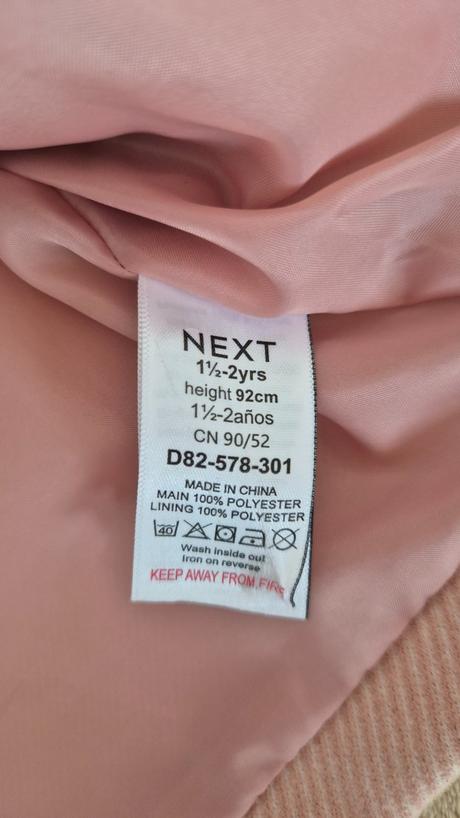 NEXT
1½-2yrs
height 92cm
1½-2años
CN 90/52
D82-578-301
MADE IN CHINA
MAIN 100% POLYESTER
LINING 100% POLYESTER
40
Wash inside out
Iron on reverse
KEEP AWAY FROM FIRE